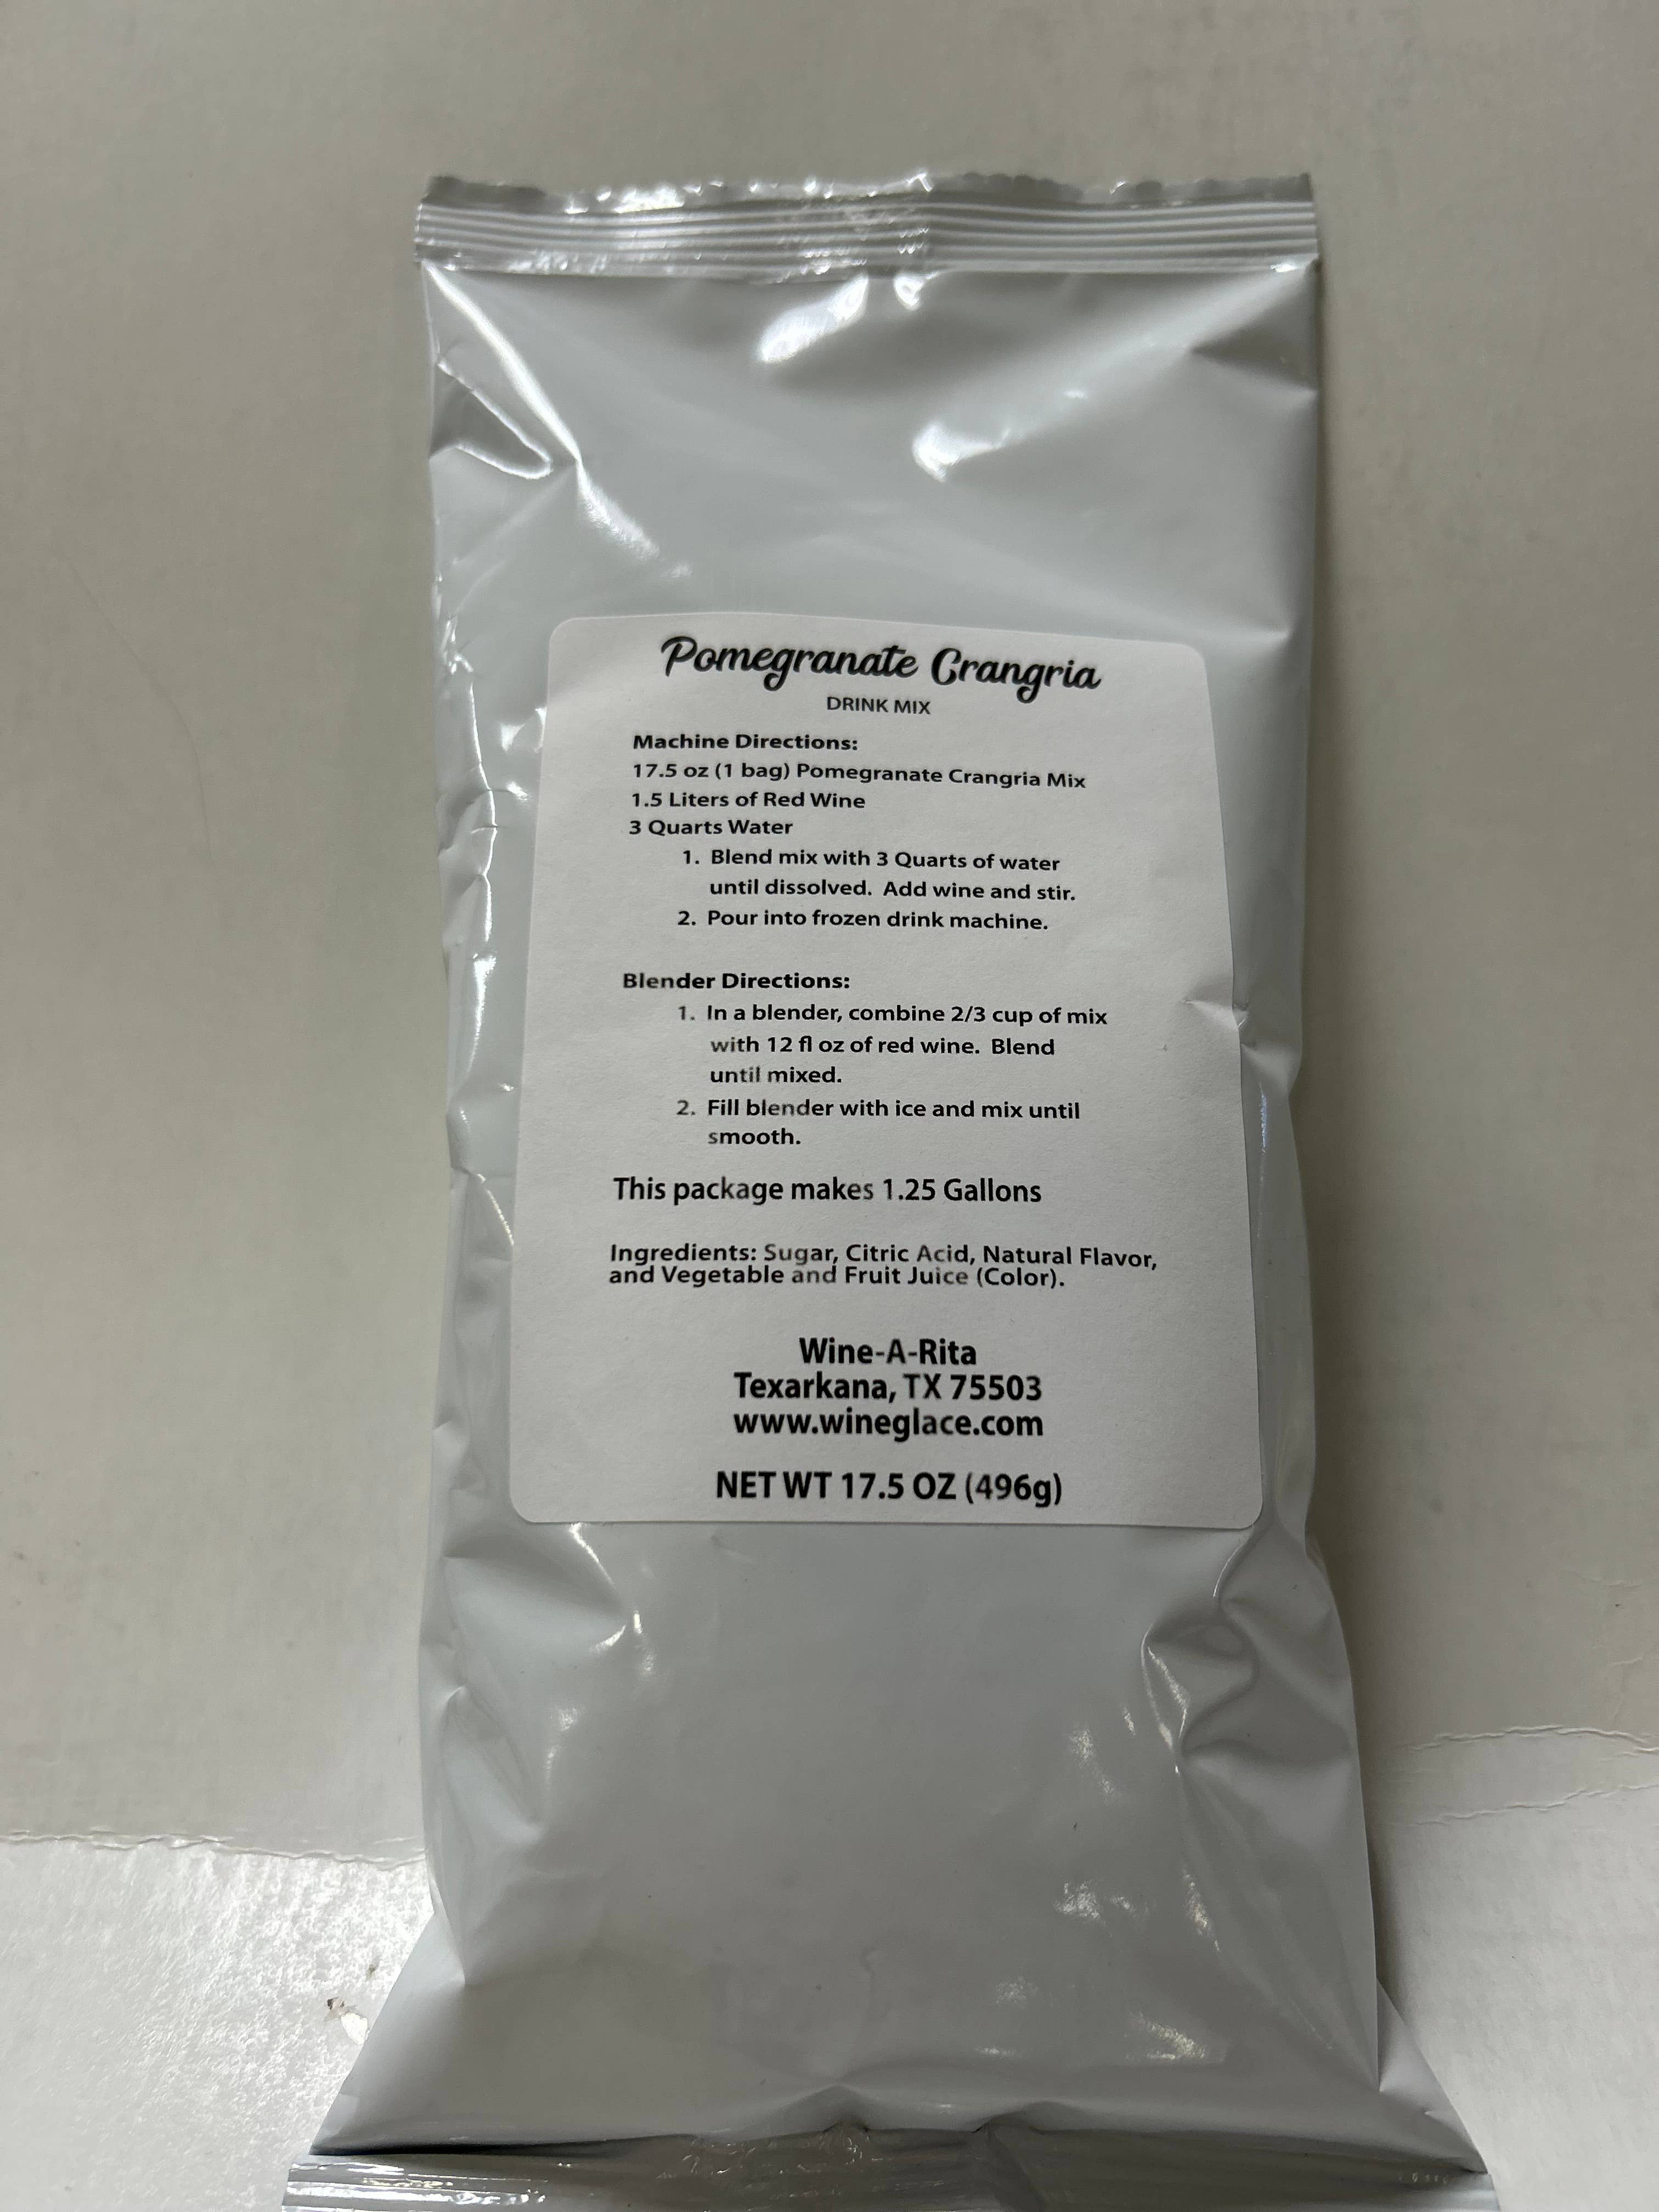 Pomegranate Crangria
DRINK MIX
Machine Directions:
17.5 oz (1 bag) Pomegranate Crangria Mix
1.5 Liters of Red Wine
3 Quarts Water
1. Blend mix with 3 Quarts of water
until dissolved. Add wine and stir.
2. Pour into frozen drink machine.
Blender Directions:
1. In a blender, combine 2/3 cup of mix
with 12 fl oz of red wine. Blend
until mixed.
2. Fill blender with ice and mix until
smooth.
This package makes 1.25 Gallons
Ingredients: Sugar, Citric Acid, Natural Flavor,
and Vegetable and Fruit Juice (Color).
Wine-A-Rita
Texarkana, TX 75503
www.wineglace.com
NET WT 17.5 OZ (496g)